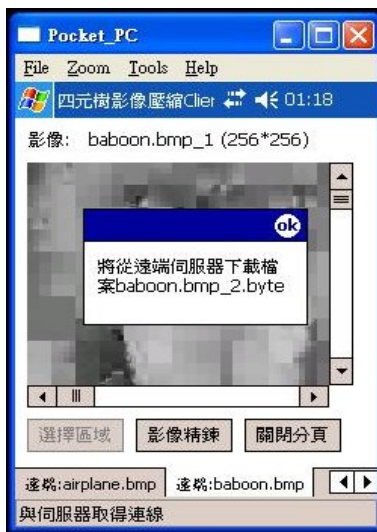 Pocket_PC
File Zoom Tools Help
四元樹影像壓縮Clier 01:18
影像: baboon.bmp_1 (256*256)
ok
將從遠端伺服器下載檔
案baboon.bmp_2.byte
選擇區域 影像精鍊 關閉分頁
遠端:airplane.bmp 遠端:baboon.bmp
與伺服器取得連線